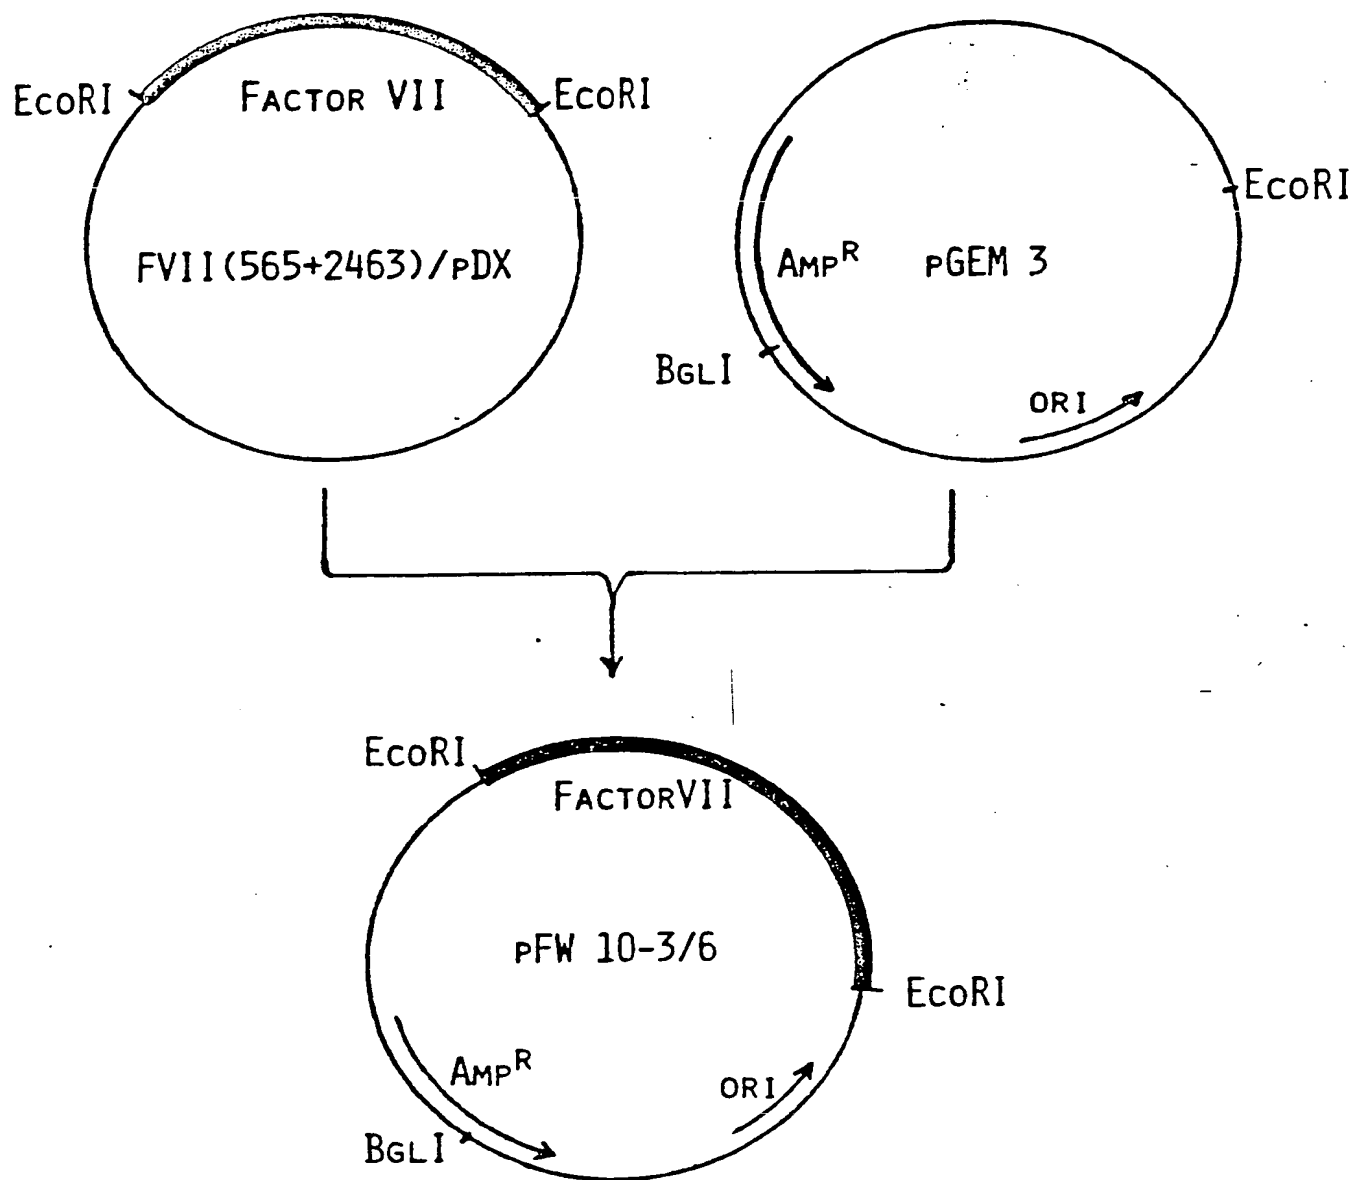 EcoRI
FACTOR VII
EcoRI
FVII(565+2463)/pDX
EcoRI
AMPR
pGEM 3
BGLI
ORI
EcoRI
FACTORVII
pFW 10-3/6
EcoRI
AMPR
ORI
BGLI